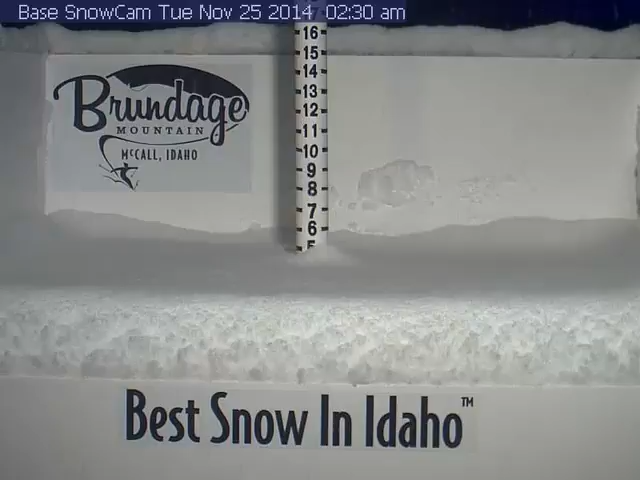 Base SnowCam Tue Nov 25 2014 02:30 am
16
15
14
13
12
11
10
9
8
7
6
5
Brundage
MOUNTAIN
McCALL, IDAHO
Best Snow In Idaho™